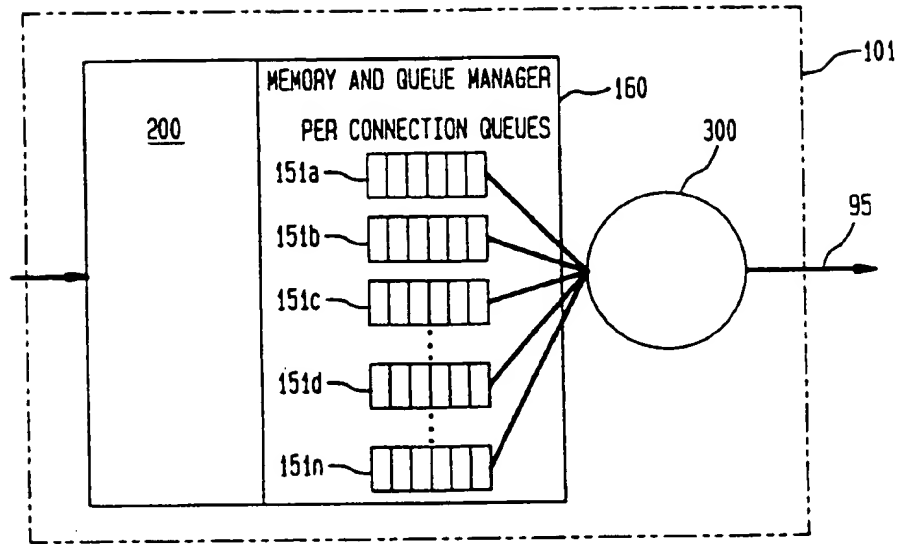 101
MEMORY AND QUEUE MANAGER
160
200
PER CONNECTION QUEUES
300
151a
95
151b
151c
151d
151n